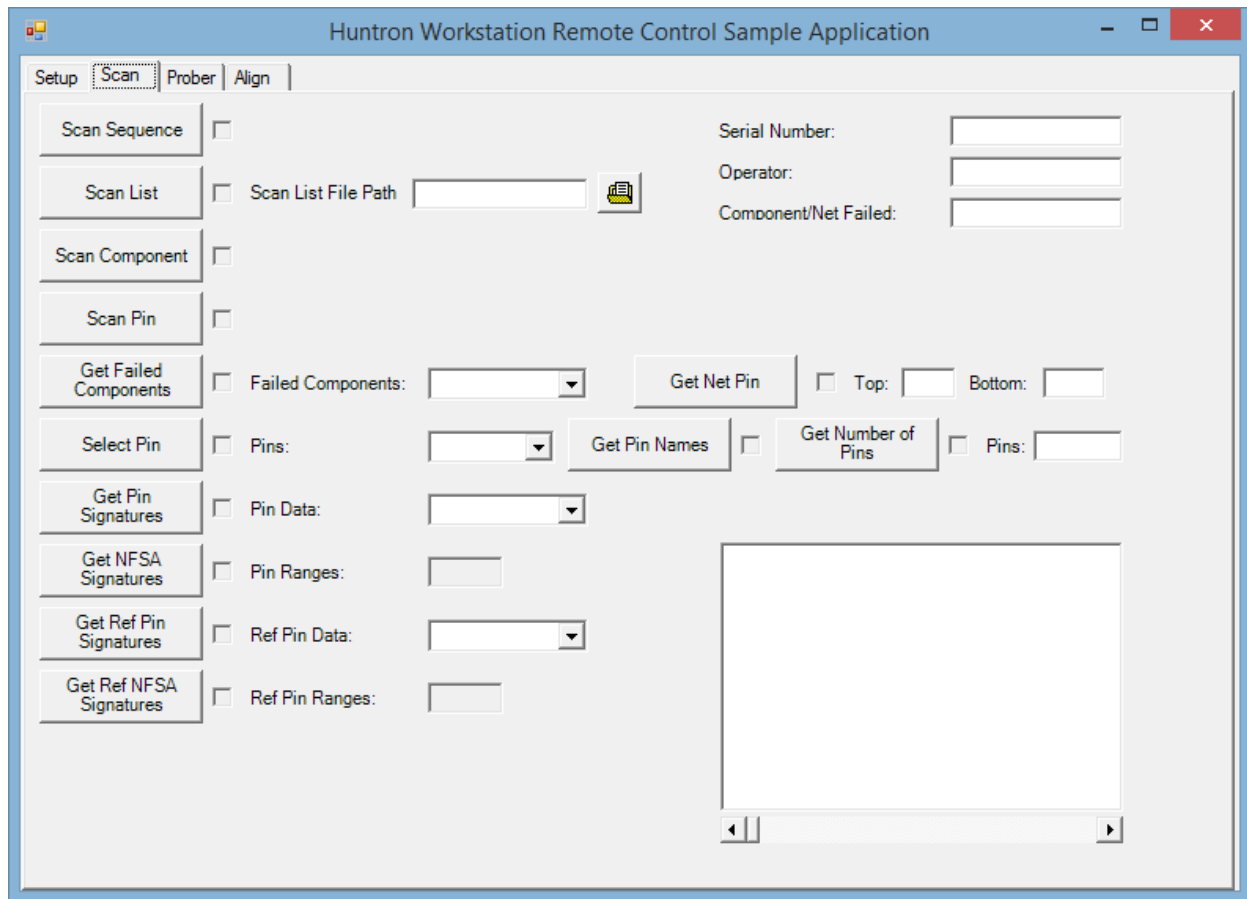 Huntron Workstation Remote Control Sample Application
Setup Scan Prober Align
Scan Sequence
Serial Number:
Scan List
Scan List File Path
Operator:
Component/Net Failed:
Scan Component
Scan Pin
Get Failed
Components
Failed Components:
Get Net Pin
Top:
Bottom:
Select Pin
Pins:
Get Pin Names
Get Number of
Pins
Pins:
Get Pin
Signatures
Pin Data:
Get NFSA
Signatures
Pin Ranges:
Get Ref Pin
Signatures
Ref Pin Data:
Get Ref NFSA
Signatures
Ref Pin Ranges: